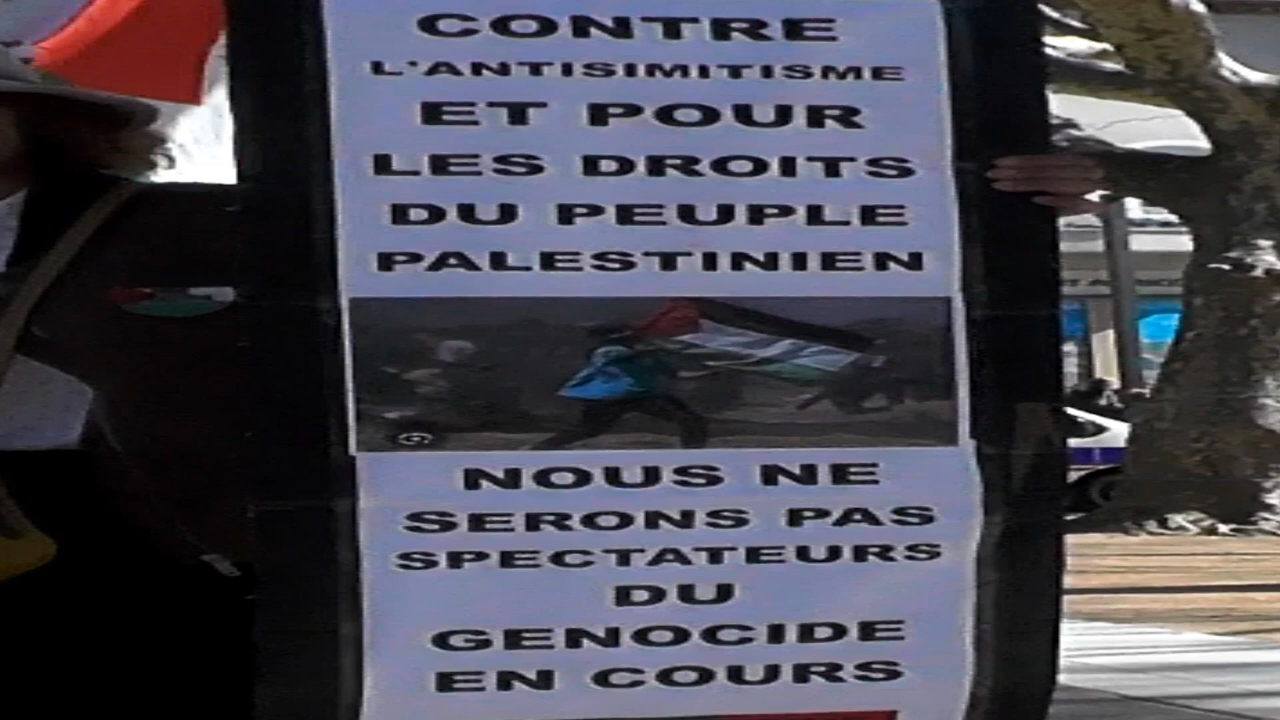 CONTRE
L'ANTISIMITISME
ET POUR
LES DROITS
DU PEUPLE
PALESTINIEN
NOUS NE
SERONS PAS
SPECTATEURS
DU
GENOCIDE
EN COURS